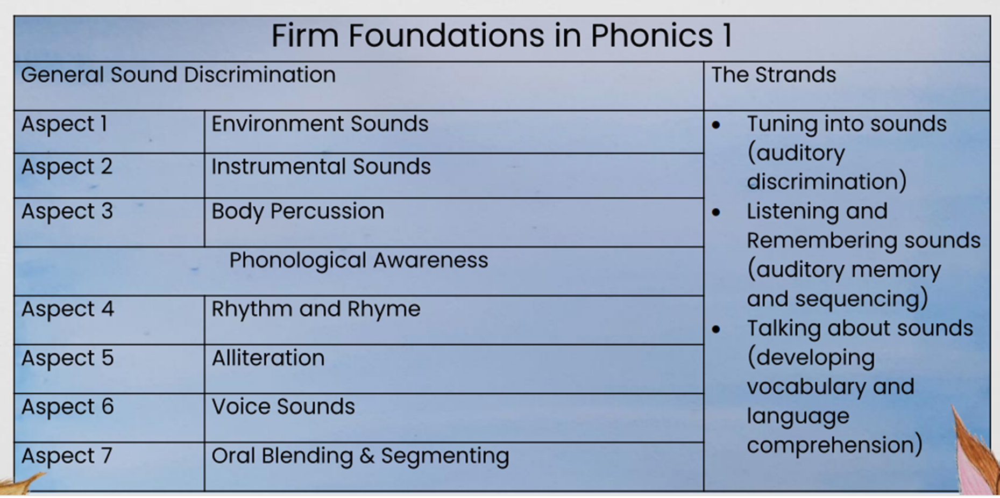 Firm Foundations in Phonics 1
General Sound Discrimination
The Strands
Aspect 1
Environment Sounds
Aspect 2
Instrumental Sounds
Aspect 3
Body Percussion
Phonological Awareness
Aspect 4
Rhythm and Rhyme
Aspect 5
Alliteration
Aspect 6
Voice Sounds
Aspect 7
Oral Blending & Segmenting
• Tuning into sounds
(auditory
discrimination)
• Listening and
Remembering sounds
(auditory memory
and sequencing)
• Talking about sounds
(developing
vocabulary and
language
comprehension)